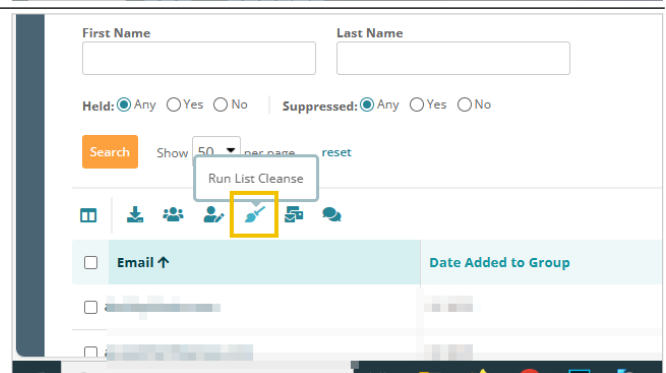 First Name Last Name
Held: Any Yes No Suppressed: Any Yes No
Search Show 50 per page reset
Run List Cleanse
Email ↑ Date Added to Group